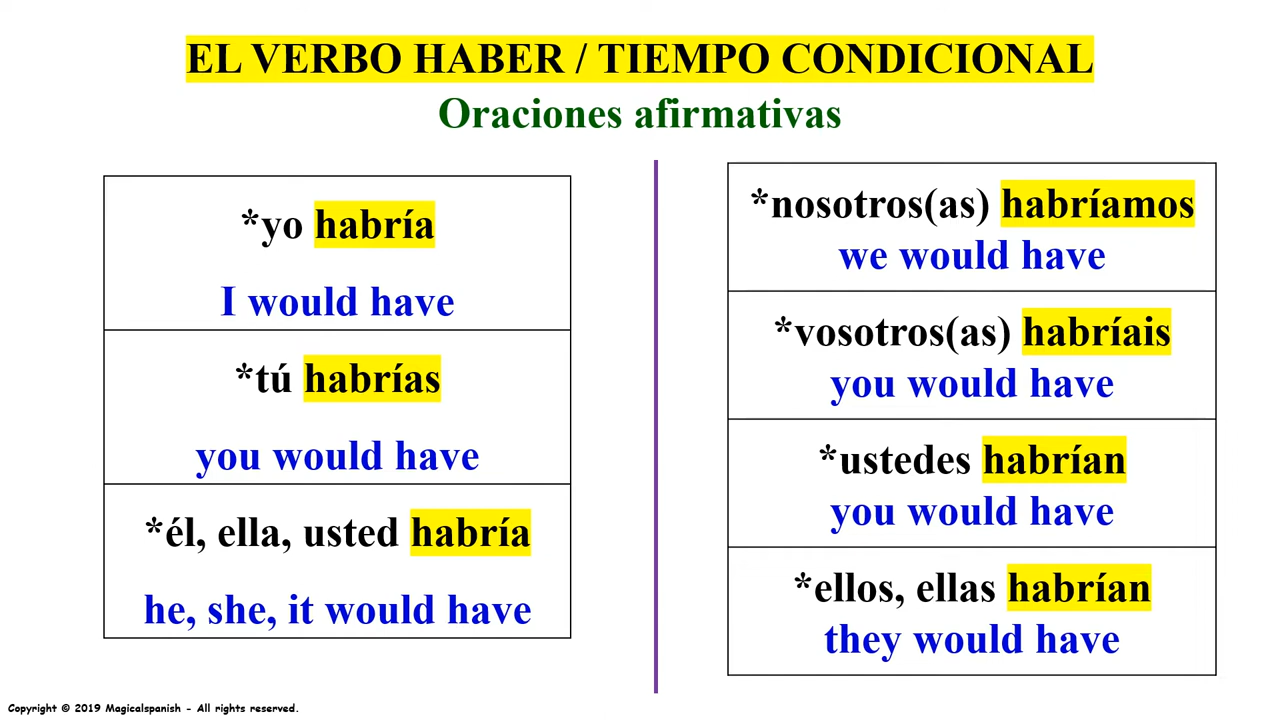 EL VERBO HABER / TIEMPO CONDICIONAL
Oraciones afirmativas
*yo habría
I would have
*tú habrías
you would have
*él, ella, usted habría
he, she, it would have
*nosotros(as) habríamos
we would have
*vosotros(as) habríais
you would have
*ustedes habrían
you would have
*ellos, ellas habrían
they would have
Copyright © 2019 Magicalspanish - All rights reserved.